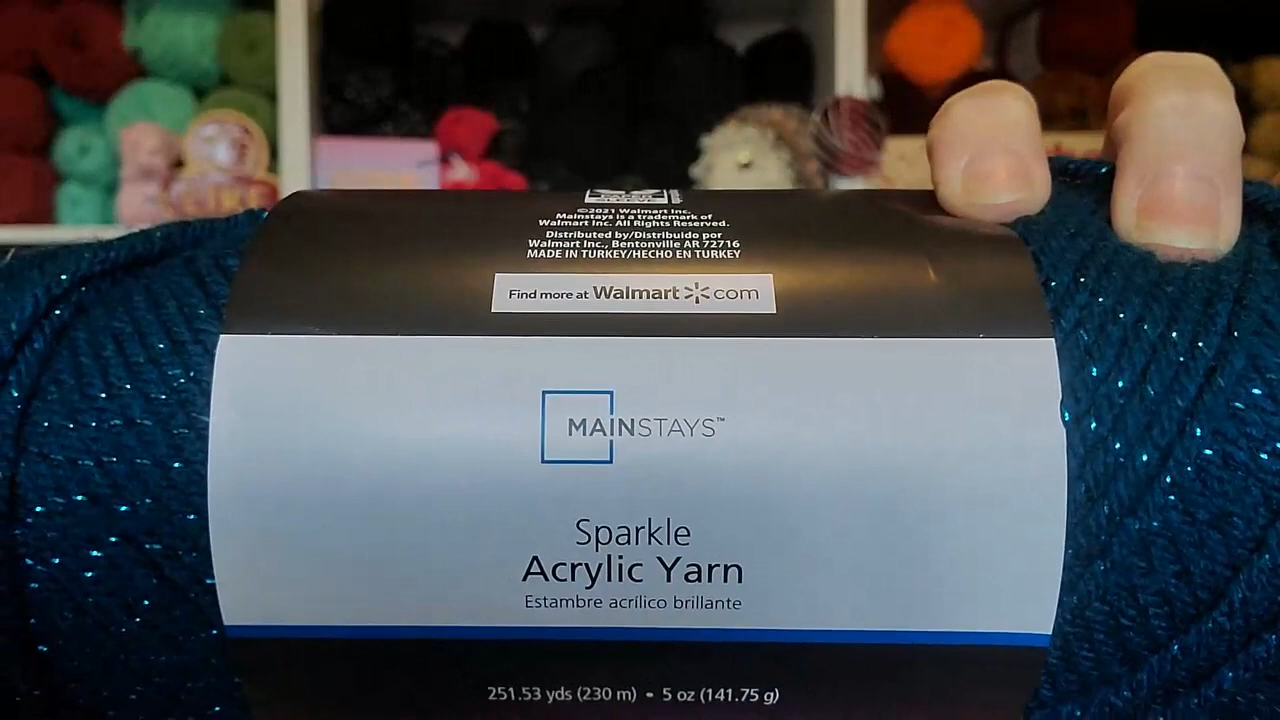 SLEEVE
©2021 Walmart Inc.
Mainstays is a trademark of
Walmart Inc. All Rights Reserved.
Distributed by/Distribuido por
Walmart Inc., Bentonville AR 72716
MADE IN TURKEY/HECHO EN TURKEY
Find more at Walmart com
MAINSTAYS™
Sparkle
Acrylic Yarn
Estambre acrílico brillante
251.53 yds (230 m) • 5 oz (141.75 g)